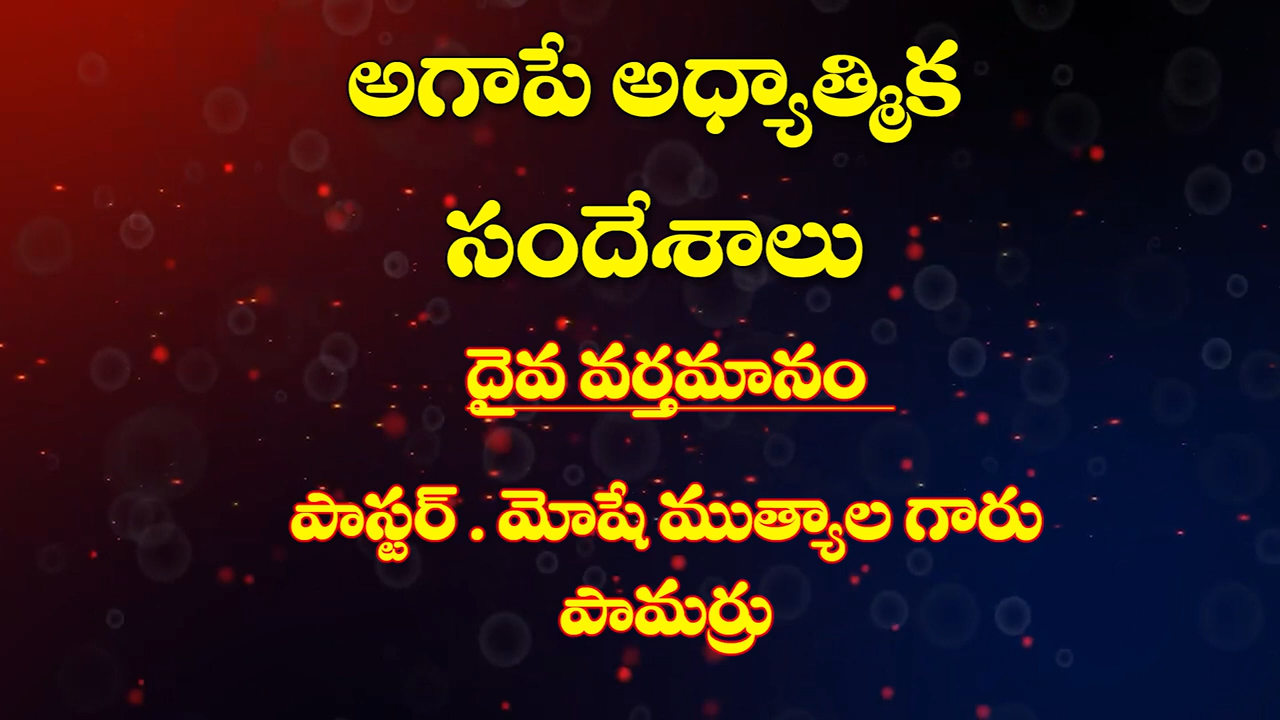 అగాపే అధ్యాత్మిక
సందేశాలు
దైవ వర్తమానం
పాస్టర్ . మోషే ముత్యాల గారు
పామర్రు